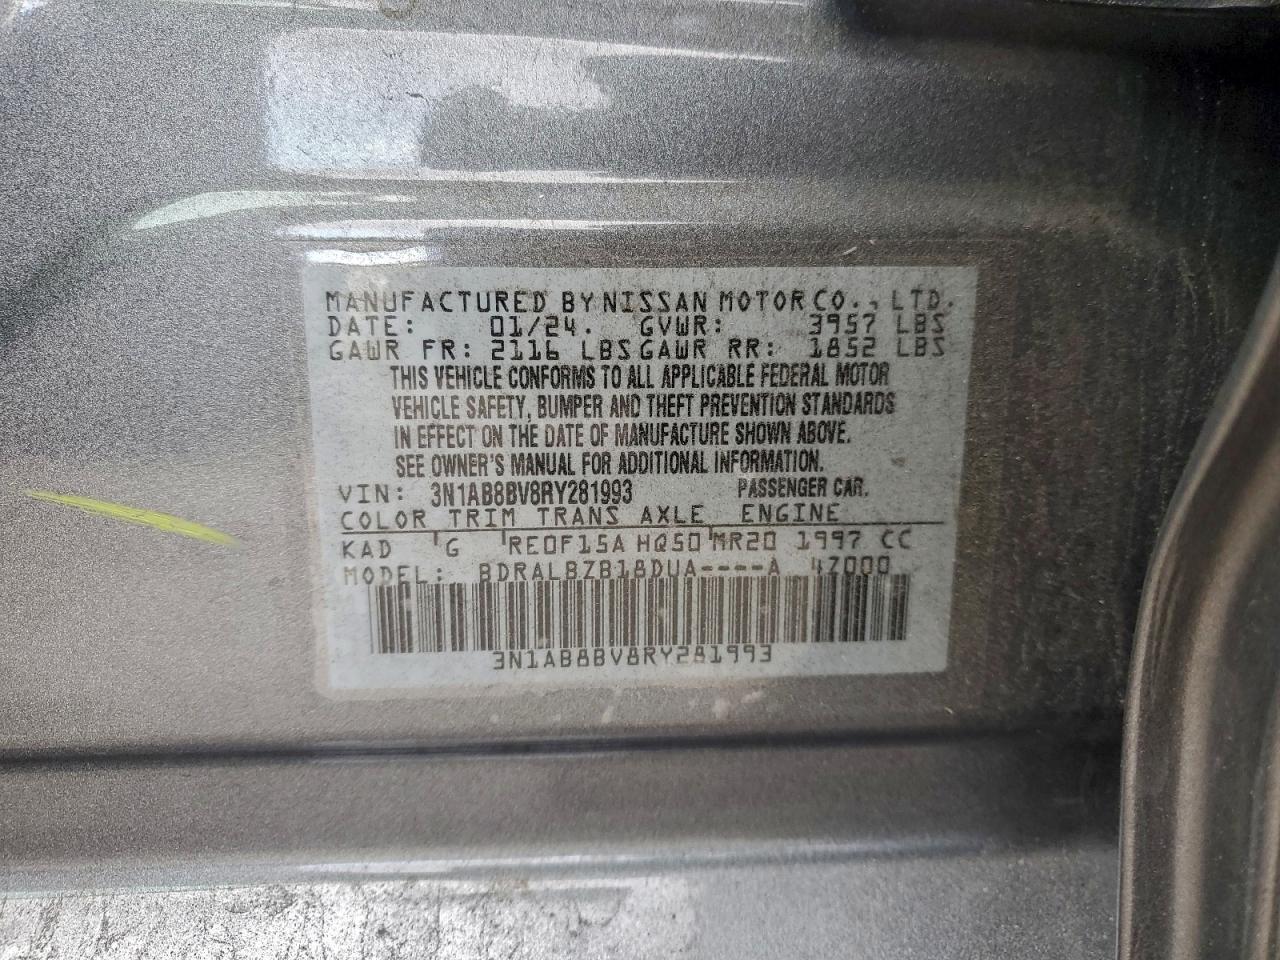 MANUFACTURED BY NISSAN MOTOR CO., LTD.
DATE: 01/24. GVWR: 3957 LBS
GAWR FR: 2116 LBS GAWR RR: 1852 LBS
THIS VEHICLE CONFORMS TO ALL APPLICABLE FEDERAL MOTOR
VEHICLE SAFETY, BUMPER AND THEFT PREVENTION STANDARDS
IN EFFECT ON THE DATE OF MANUFACTURE SHOWN ABOVE.
SEE OWNER'S MANUAL FOR ADDITIONAL INFORMATION.
VIN: 3N1AB8BV8RY281993 PASSENGER CAR.
COLOR TRIM TRANS AXLE ENGINE
KAD G RE0F15A HQ50 MR20 1997 CC
MODEL: BDRALBZB18DUA----A 4Z000
3N1AB8BV8RY281993